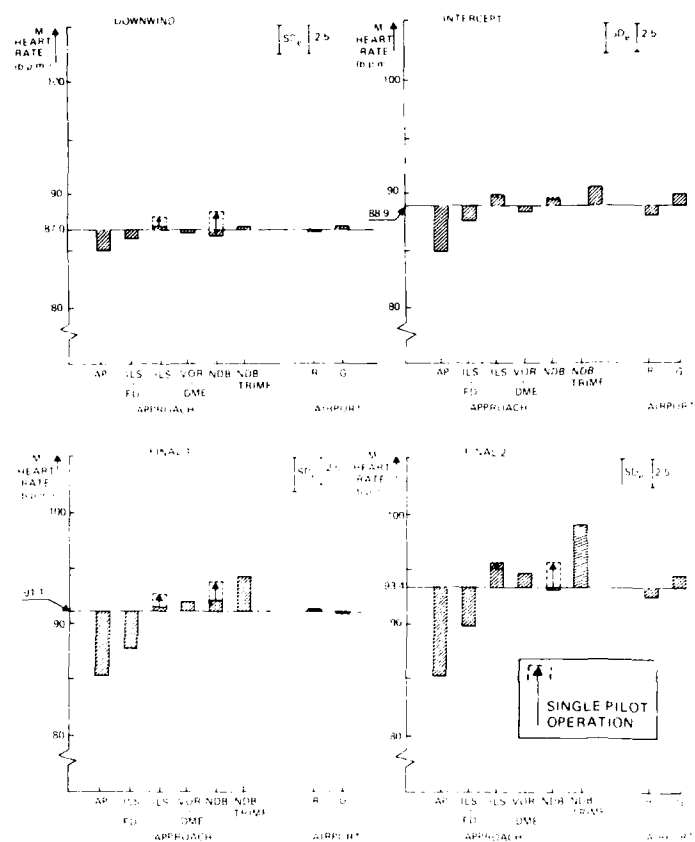 DOWNWIND
M
HEART
RATE
(b.p.m.)
SDe 2.5
100
90
87.0
80
AP ILS ILS VOR NDB NDB R G
FD DME TRIMF
APPROACH AIRPORT
INTERCEPT
M
HEART
RATE
SDe 2.5
100
90
88.9
80
AP ILS ILS VOR NDB NDB R G
FD DME TRIMF
APPROACH AIRPORT
FINAL 1
M
HEART
RATE
2.5
90
80
AP ILS ILS VOR NDB NDB R G
FD DME TRIMF
APPROACH AIRPORT
FINAL 2
M
HEART
RATE
SDe 2.5
100
93.4
90
80
SINGLE PILOT
OPERATION
AP ILS ILS VOR NDB NDB G
FD DME TRIMF
APPROACH AIRPORT